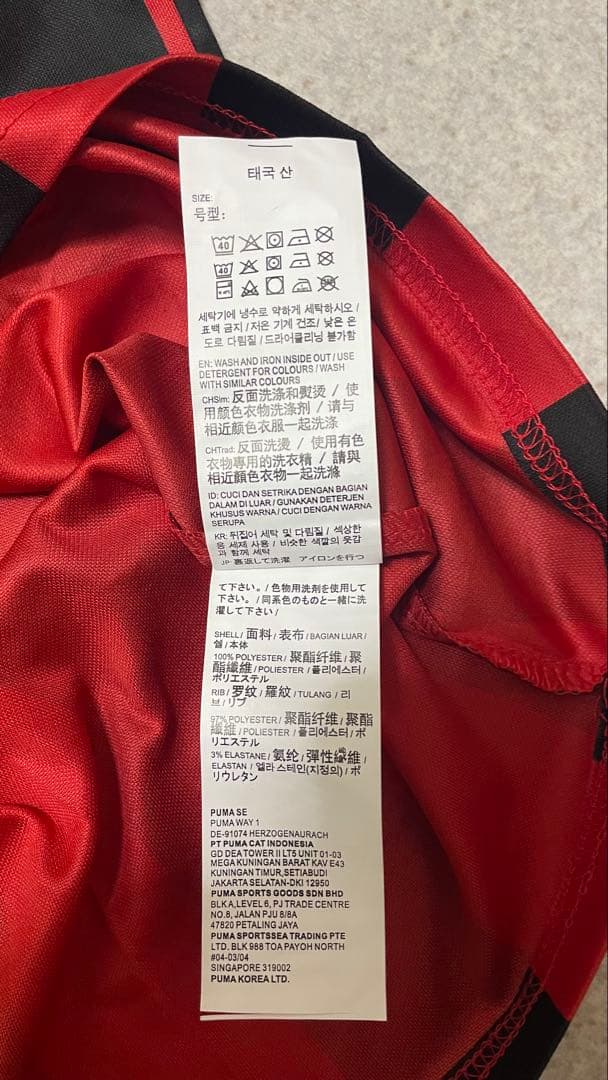 태국 산
SIZE:
号型:
40
40
세탁기에 냉수로 약하게 세탁하시오 /
표백 금지 / 저온 기계 건조/ 낮은 온
도로 다림질 / 드라이클리닝 불가함
EN: WASH AND IRON INSIDE OUT / USE
DETERGENT FOR COLOURS / WASH
WITH SIMILAR COLOURS
CHSim: 反面洗涤和熨烫 / 使
用颜色衣物洗涤剂 / 请与
相近颜色衣服一起洗涤
CHTrad: 反面洗燙 / 使用有色
衣物專用的洗衣精 / 請與
相近顏色衣物一起洗滌
ID: CUCI DAN SETRIKA DENGAN BAGIAN
DALAM DI LUAR / GUNAKAN DETERJEN
KHUSUS WARNA / CUCI DENGAN WARNA
SERUPA
KR: 뒤집어 세탁 및 다림질 / 색상한
응 세제 사용 / 비슷한 색깔의 옷감
과 함께 세탁
JP: 裏返して洗濯 アイロンを行っ
て下さい。/ 色物用洗剤を使用して
下さい。/ 同系色のものと一緒に洗
濯して下さい /
SHELL / 面料 / 表布 / BAGIAN LUAR /
쉘 / 本体
100% POLYESTER / 聚酯纤维 / 聚
酯纖維 / POLIESTER / 폴리에스터 /
ポリエステル
RIB / 罗纹 / 羅紋 / TULANG / 리
브 / リブ
97% POLYESTER / 聚酯纤维 / 聚酯
纖維 / POLIESTER / 폴리에스터 / ポ
リエステル
3% ELASTANE / 氨纶 / 彈性纖維 /
ELASTAN / 엘라스테인(지정의) / ポ
リウレタン
PUMA SE
PUMA WAY 1
DE-91074 HERZOGENAURACH
PT PUMA CAT INDONESIA
GD DEA TOWER II LT5 UNIT 01-03
MEGA KUNINGAN BARAT KAV E43
KUNINGAN TIMUR,SETIABUDI
JAKARTA SELATAN-DKI 12950
PUMA SPORTS GOODS SDN BHD
BLK A,LEVEL 6, PJ TRADE CENTRE
NO.8, JALAN PJU 8/8A
47820 PETALING JAYA
PUMA SPORTSSEA TRADING PTE
LTD. BLK 988 TOA PAYOH NORTH
#04-03/04
SINGAPORE 319002
PUMA KOREA LTD.